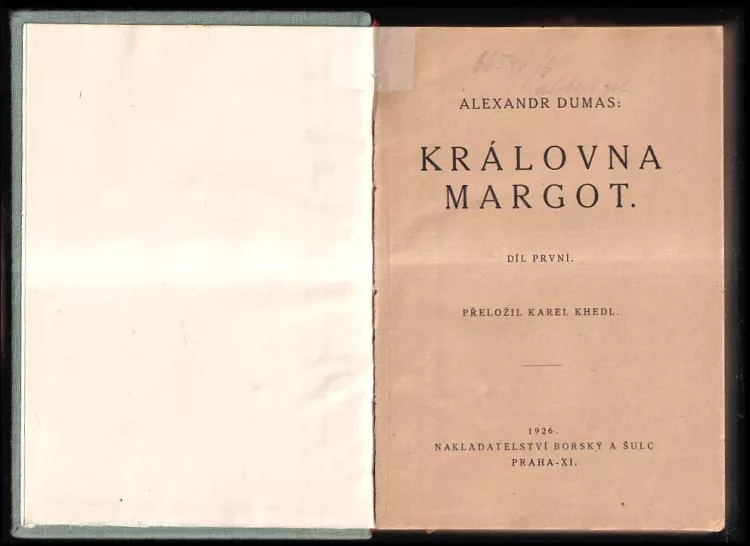 ALEXANDR DUMAS:
KRÁLOVNA
MARGOT.
DÍL PRVNÍ.
PŘELOŽIL KAREL KHEDL.
1926.
NAKLADATELSTVÍ BORSKÝ A ŠULC
PRAHA-XI.